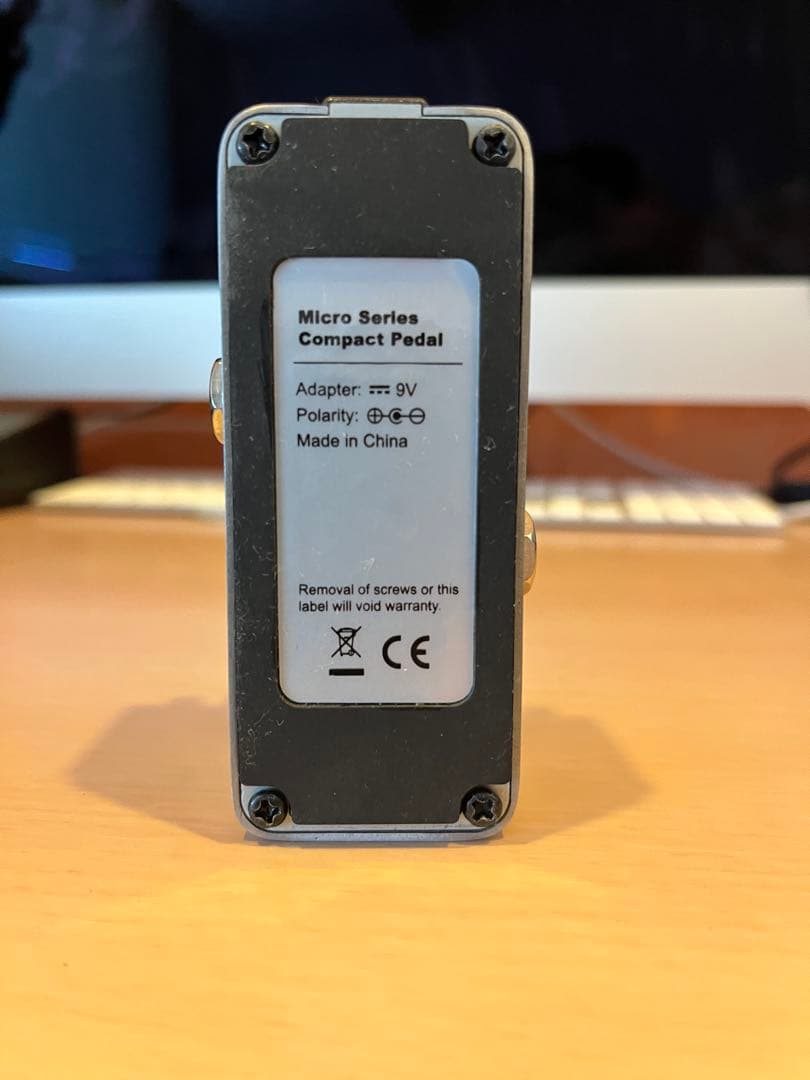 Micro Series
Compact Pedal
Adapter: ⎓ 9V
Polarity:
Made in China
Removal of screws or this
label will void warranty.
CE